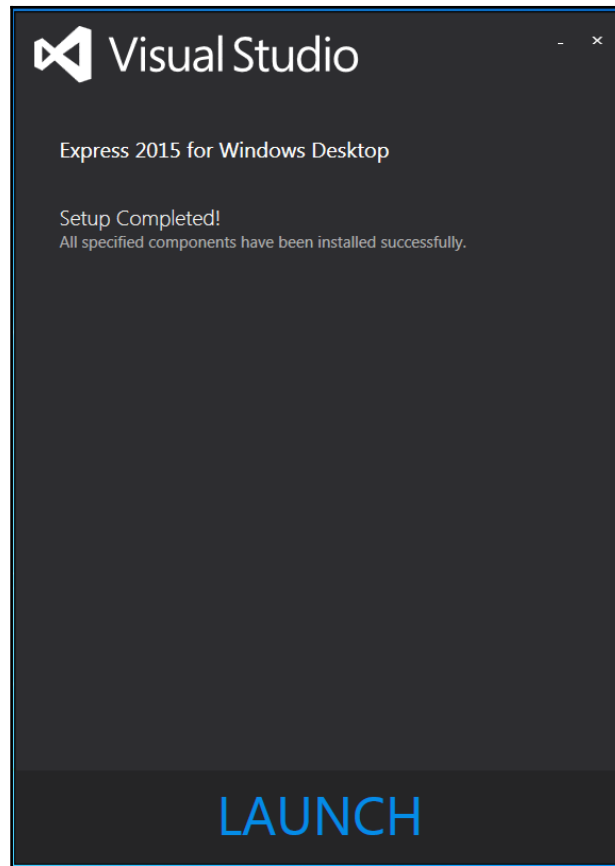 Visual Studio
Express 2015 for Windows Desktop
Setup Completed!
All specified components have been installed successfully.
LAUNCH